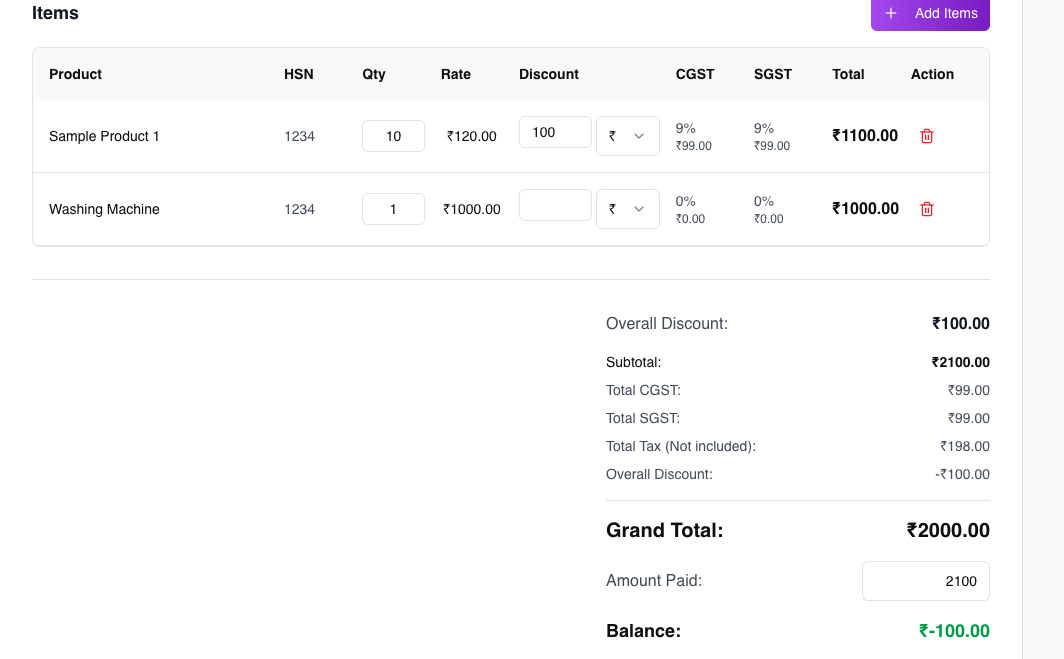 Items
+ Add Items
Product HSN Qty Rate Discount CGST SGST Total Action
Sample Product 1 1234 10 ₹120.00 100 ₹ 9% ₹99.00 9% ₹99.00 ₹1100.00
Washing Machine 1234 1 ₹1000.00 ₹ 0% ₹0.00 0% ₹0.00 ₹1000.00
Overall Discount: ₹100.00
Subtotal: ₹2100.00
Total CGST: ₹99.00
Total SGST: ₹99.00
Total Tax (Not included): ₹198.00
Overall Discount: -₹100.00
Grand Total: ₹2000.00
Amount Paid: 2100
Balance: ₹-100.00